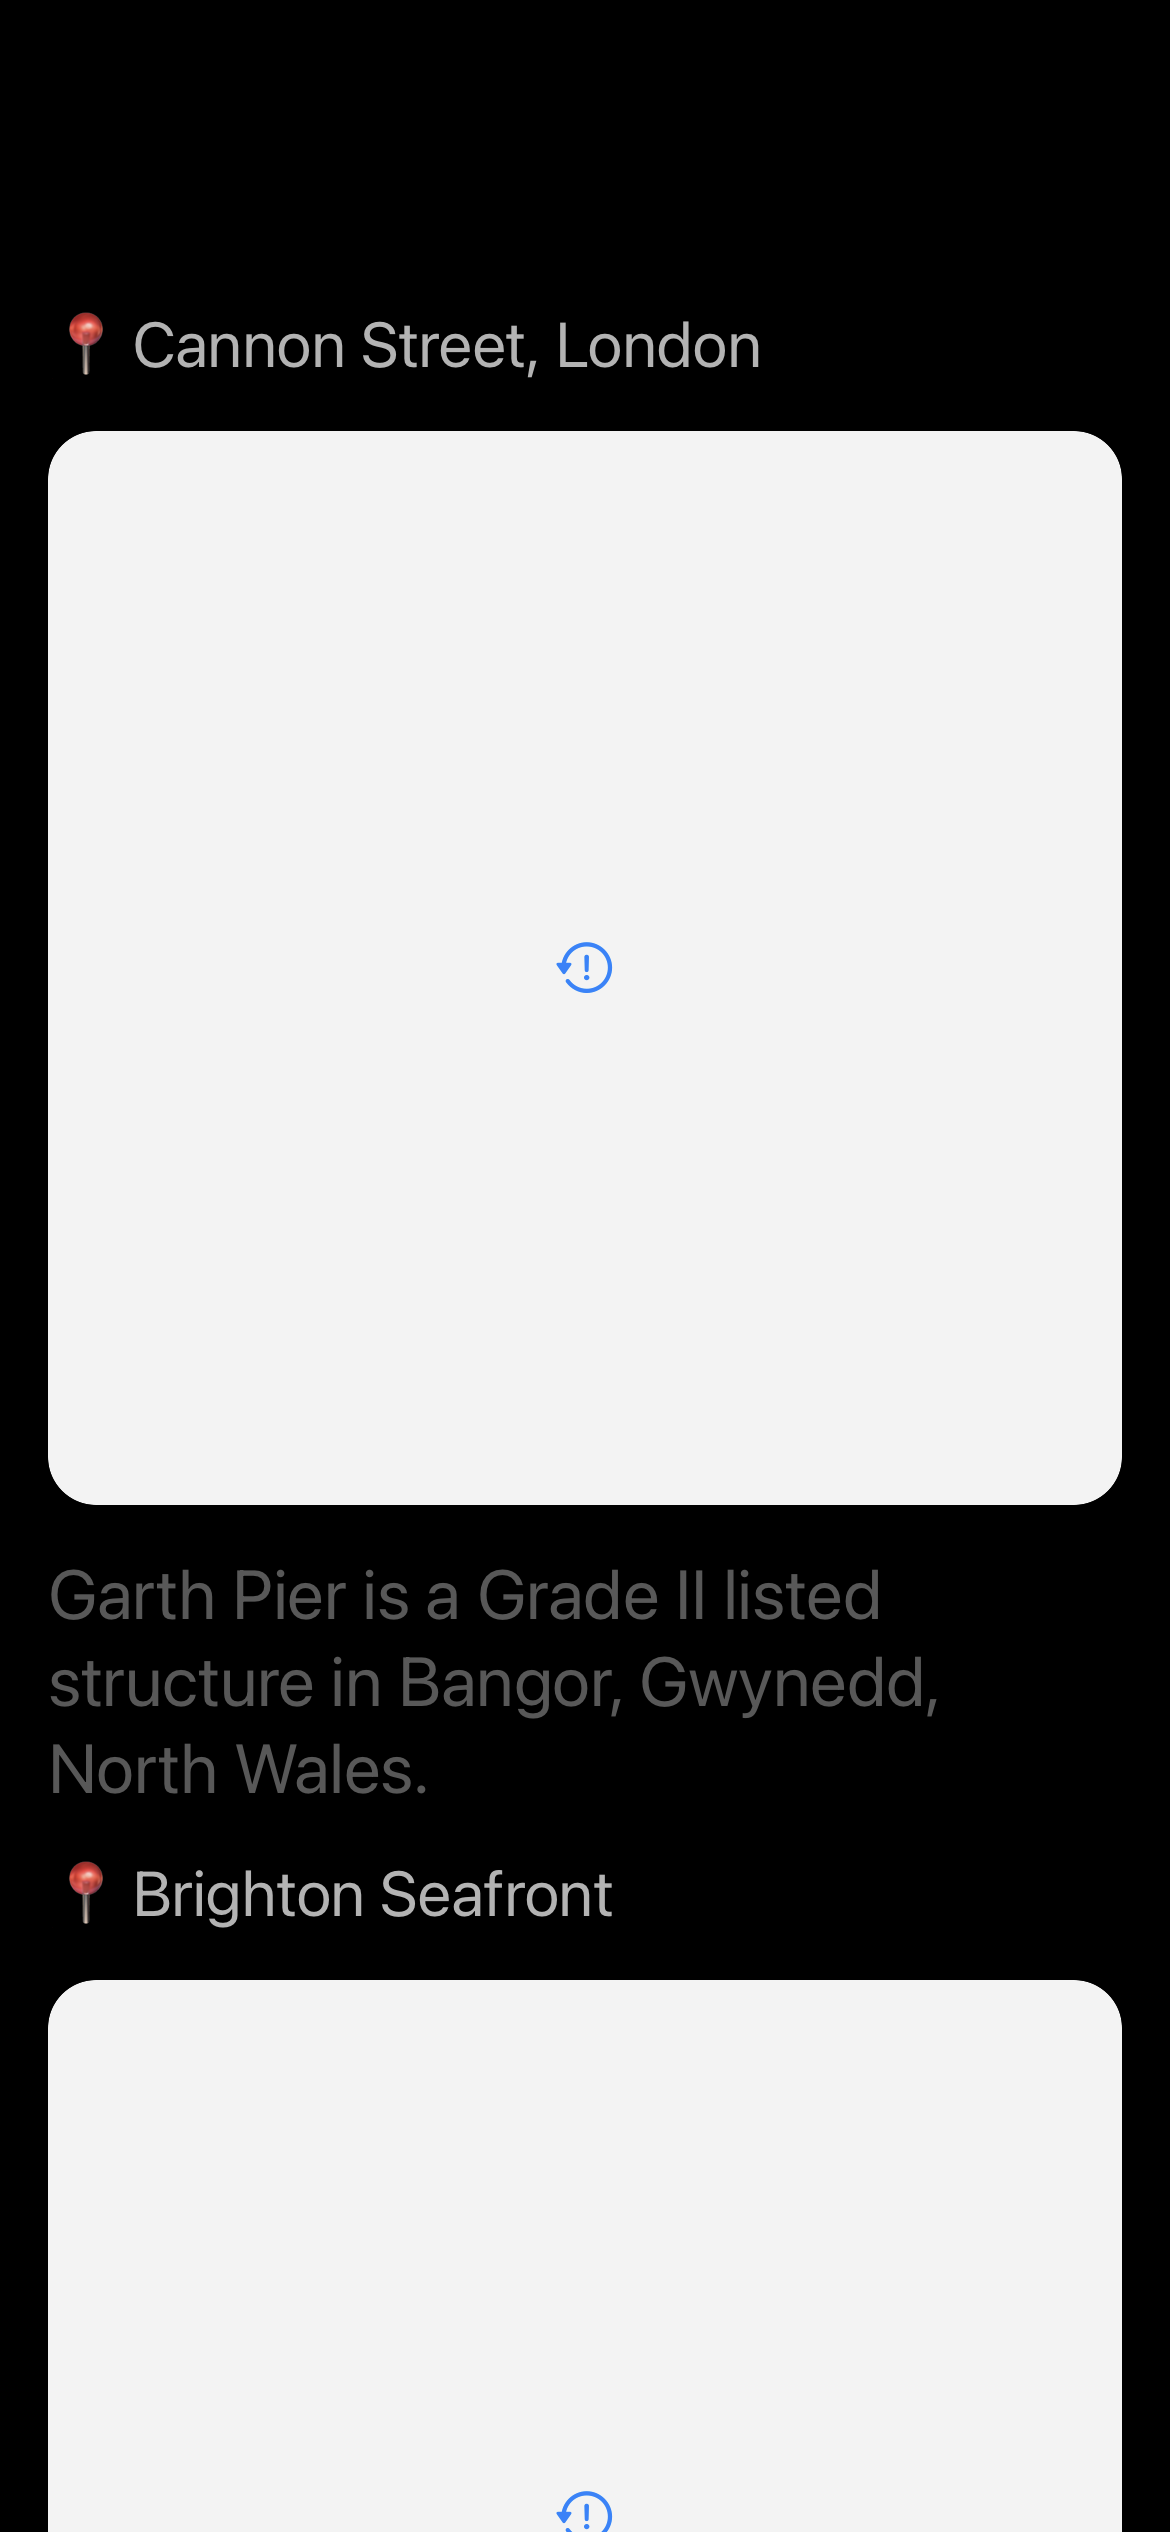 📍 Cannon Street, London
Garth Pier is a Grade II listed
structure in Bangor, Gwynedd,
North Wales.
📍 Brighton Seafront